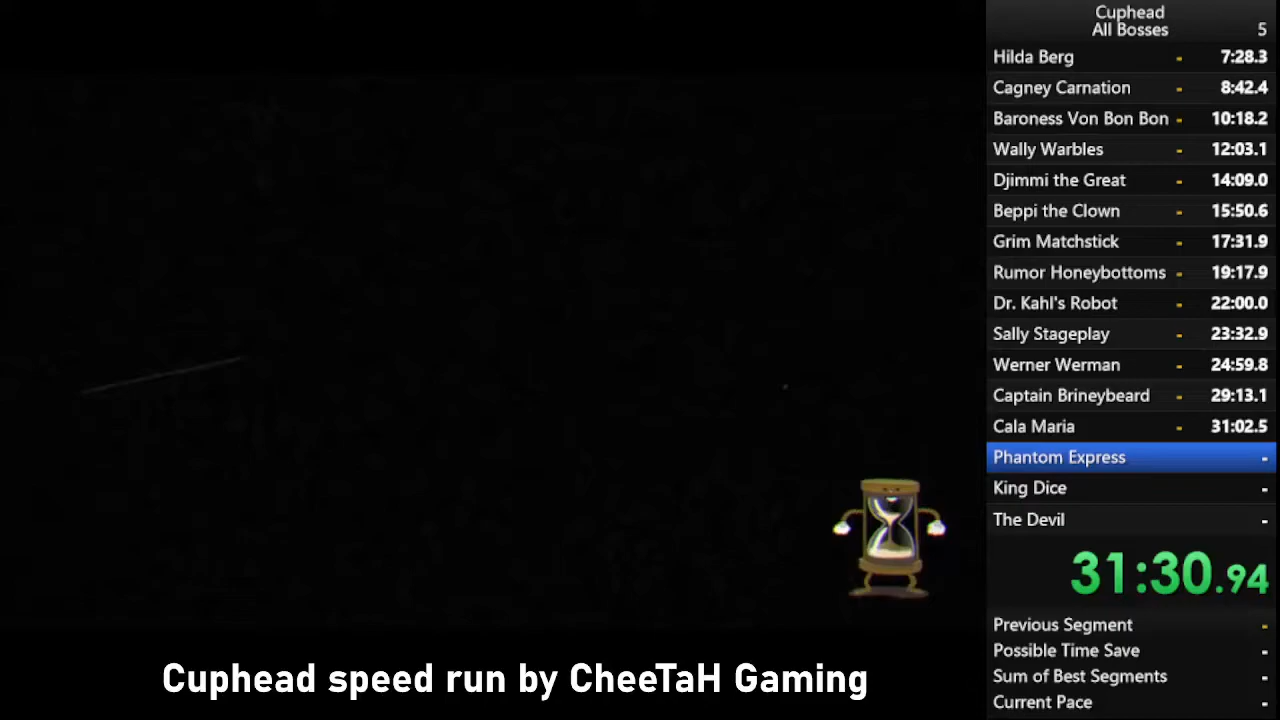 Cuphead
All Bosses 5
Hilda Berg - 7:28.3
Cagney Carnation - 8:42.4
Baroness Von Bon Bon - 10:18.2
Wally Warbles - 12:03.1
Djimmi the Great - 14:09.0
Beppi the Clown - 15:50.6
Grim Matchstick - 17:31.9
Rumor Honeybottoms - 19:17.9
Dr. Kahl's Robot - 22:00.0
Sally Stageplay - 23:32.9
Werner Werman - 24:59.8
Captain Brineybeard - 29:13.1
Cala Maria - 31:02.5
Phantom Express -
King Dice -
The Devil -
31:30.94
Previous Segment -
Possible Time Save -
Sum of Best Segments -
Current Pace -
Cuphead speed run by CheeTaH Gaming